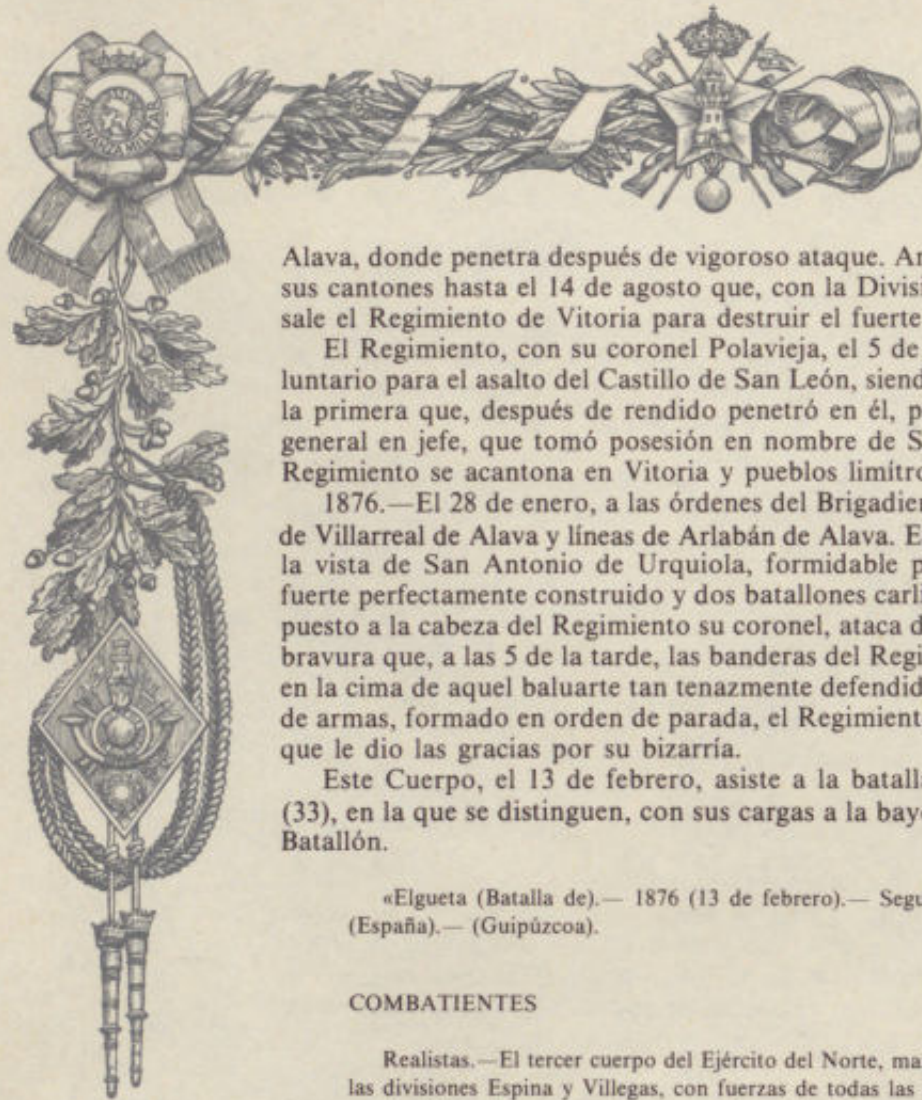 Alava, donde penetra después de vigoroso ataque. Ar
sus cantones hasta el 14 de agosto que, con la Divisi
sale el Regimiento de Vitoria para destruir el fuerte
El Regimiento, con su coronel Polavieja, el 5 de
luntario para el asalto del Castillo de San León, siend
la primera que, después de rendido penetró en él, p
general en jefe, que tomó posesión en nombre de S
Regimiento se acantona en Vitoria y pueblos limítro
1876.—El 28 de enero, a las órdenes del Brigadier
de Villarreal de Alava y líneas de Arlabán de Alava. E
la vista de San Antonio de Urquiola, formidable p
fuerte perfectamente construido y dos batallones carli
puesto a la cabeza del Regimiento su coronel, ataca d
bravura que, a las 5 de la tarde, las banderas del Regi
en la cima de aquel baluarte tan tenazmente defendid
de armas, formado en orden de parada, el Regimient
que le dio las gracias por su bizarría.
Este Cuerpo, el 13 de febrero, asiste a la batall
(33), en la que se distinguen, con sus cargas a la bay
Batallón.
«Elgueta (Batalla de).— 1876 (13 de febrero).— Segu
(España).— (Guipúzcoa).
COMBATIENTES
Realistas.—El tercer cuerpo del Ejército del Norte, ma
las divisiones Espina y Villegas, con fuerzas de todas las